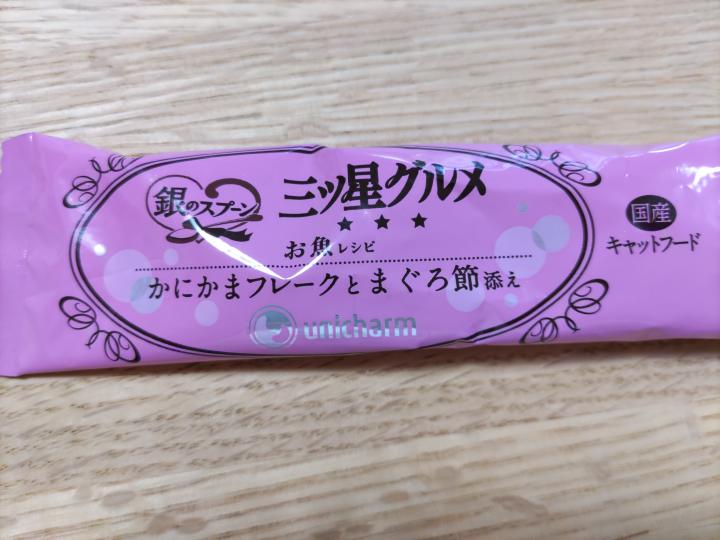 銀のスプーン
三ツ星グルメ
★★★
お魚レシピ
かにかまフレークとまぐろ節添え
unicharm
国産
キャットフード